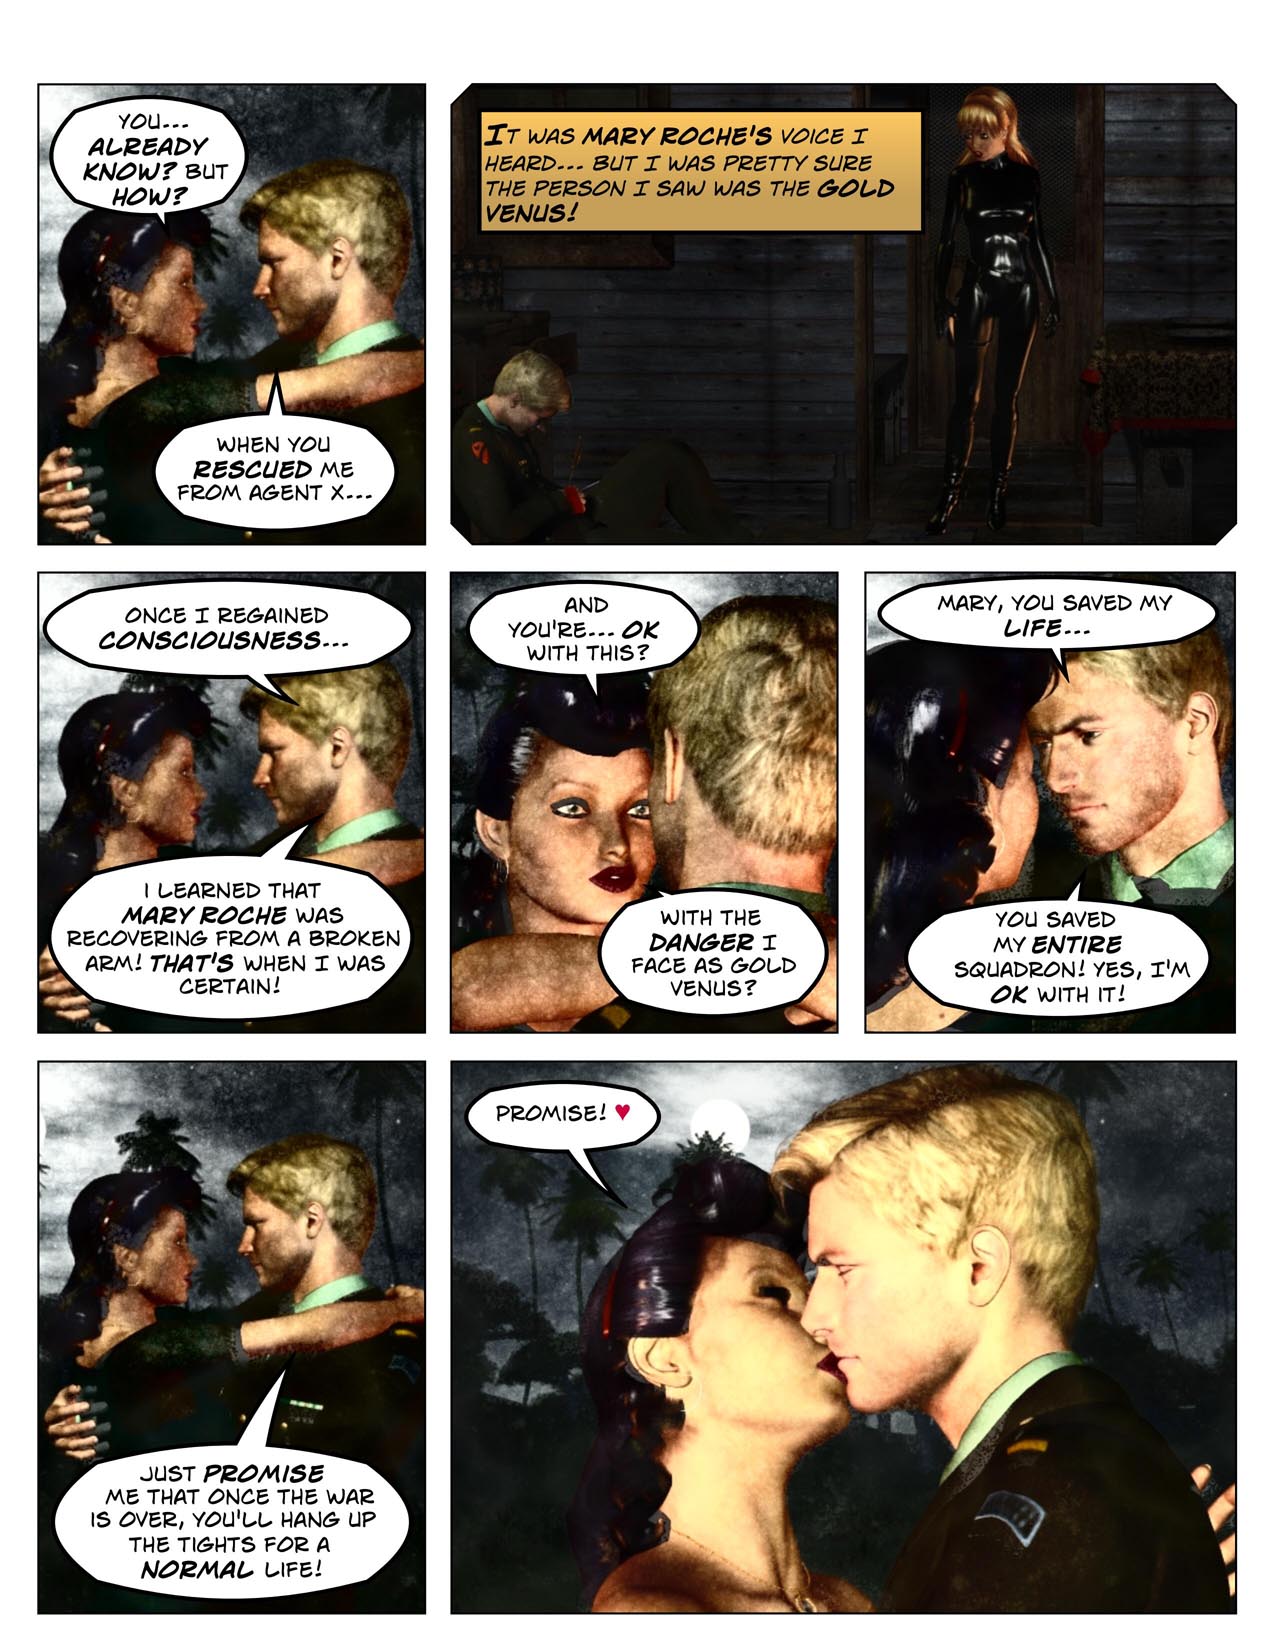 YOU...
ALREADY
KNOW? BUT
HOW?
WHEN YOU
RESCUED ME
FROM AGENT X...
IT WAS MARY ROCHE'S VOICE I
HEARD... BUT I WAS PRETTY SURE
THE PERSON I SAW WAS THE GOLD
VENUS!
ONCE I REGAINED
CONSCIOUSNESS...
I LEARNED THAT
MARY ROCHE WAS
RECOVERING FROM A BROKEN
ARM! THAT'S WHEN I WAS
CERTAIN!
AND
YOU'RE... OK
WITH THIS?
WITH THE
DANGER I
FACE AS GOLD
VENUS?
MARY, YOU SAVED MY
LIFE...
YOU SAVED
MY ENTIRE
SQUADRON! YES, I'M
OK WITH IT!
JUST PROMISE
ME THAT ONCE THE WAR
IS OVER, YOU'LL HANG UP
THE TIGHTS FOR A
NORMAL LIFE!
PROMISE! ♥